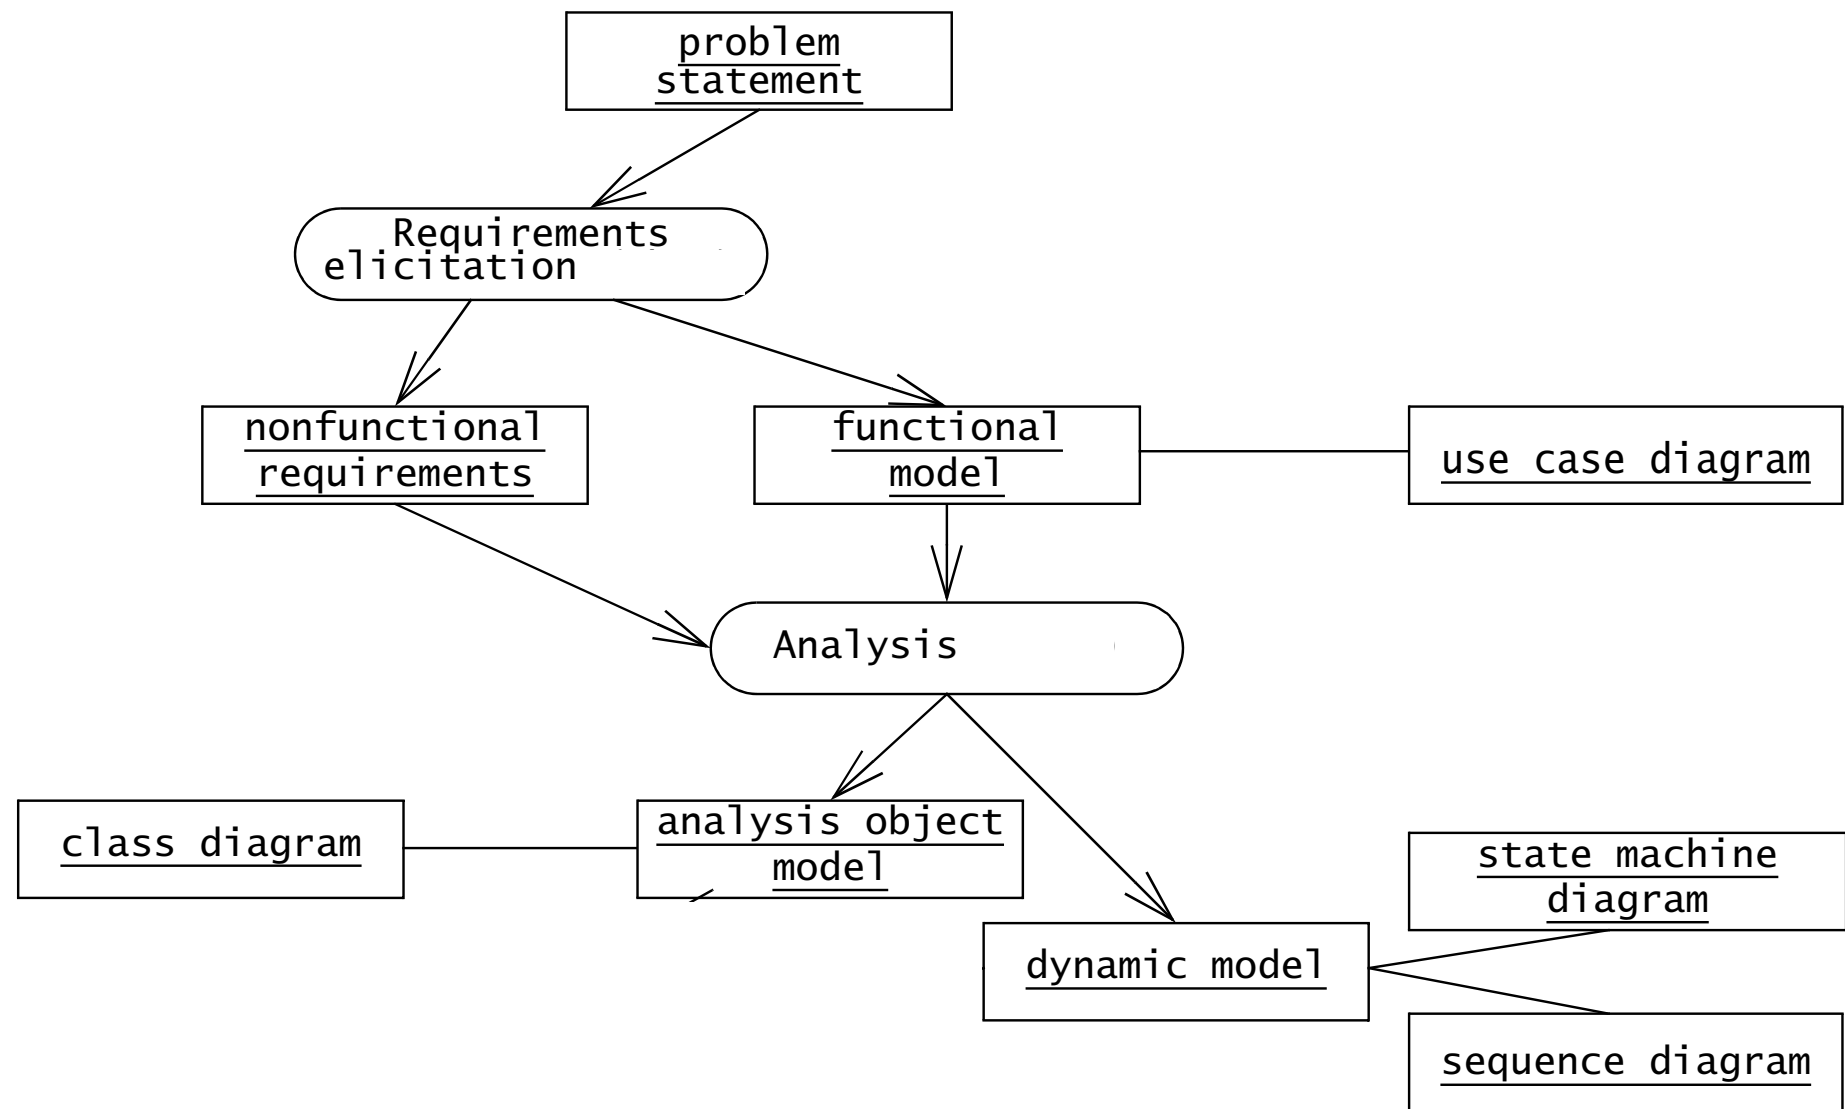 problem
statement
Requirements
elicitation
nonfunctional
requirements
functional
model
use case diagram
Analysis
class diagram
analysis object
model
state machine
diagram
dynamic model
sequence diagram